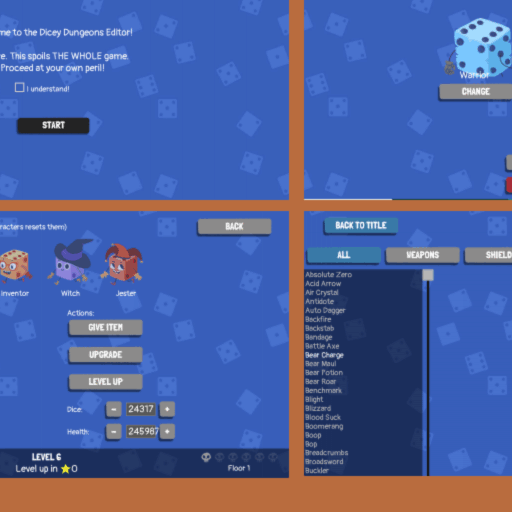 me to the Dicey Dungeons Editor!
e. This spoils THE WHOLE game.
Proceed at your own peril!
I understand!
START
Warrior
CHANGE
racters resets them)
BACK
Inventor
Witch
Jester
Actions:
GIVE ITEM
UPGRADE
LEVEL UP
Dice:
-
24317
+
Health:
-
245987
+
LEVEL 6
Level up in ⭐0
Floor 1
BACK TO TITLE
ALL
WEAPONS
SHIELD
Absolute Zero
Acid Arrow
Air Crystal
Antidote
Auto Dagger
Backfire
Backstab
Bandage
Battle Axe
Bear Charge
Bear Maul
Bear Potion
Bear Roar
Benchmark
Blight
Blizzard
Blood Suck
Boomerang
Boop
Bop
Breadcrumbs
Broadsword
Buckler